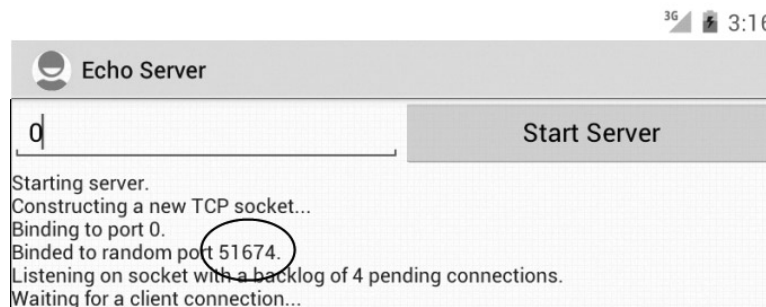 3G 3:16
Echo Server
0 Start Server
Starting server.
Constructing a new TCP socket...
Binding to port 0.
Binded to random port 51674.
Listening on socket with a backlog of 4 pending connections.
Waiting for a client connection...